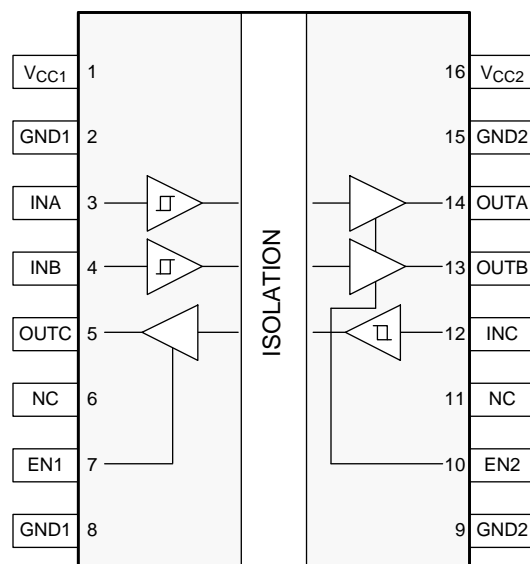 VCC1 1 16 VCC2
GND1 2 15 GND2
INA 3 14 OUTA
INB 4 13 OUTB
OUTC 5 12 INC
NC 6 11 NC
EN1 7 10 EN2
GND1 8 9 GND2
ISOLATION